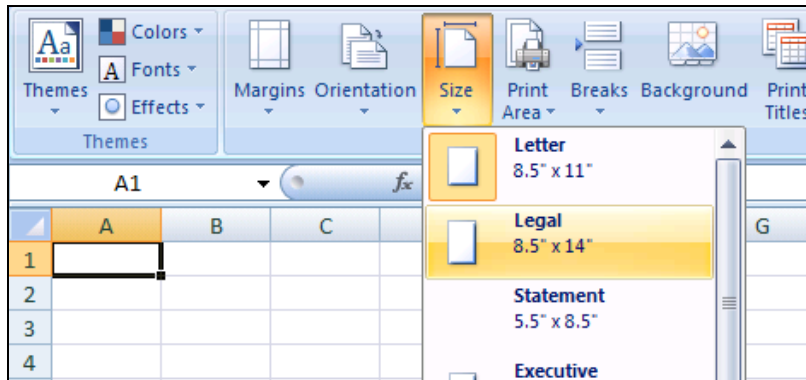 Themes
Colors
Fonts
Effects
Themes
Margins
Orientation
Size
Print
Area
Breaks
Background
Print
Titles
A1
fx
A B C G
1
2
3
4
Letter
8.5" x 11"
Legal
8.5" x 14"
Statement
5.5" x 8.5"
Executive